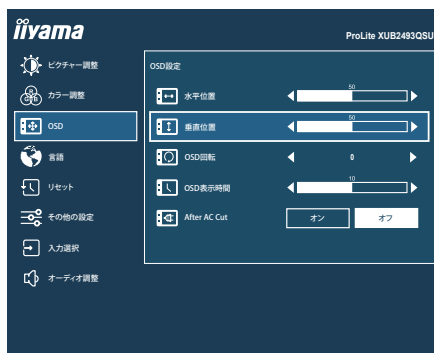 iiyama
ProLite XUB2493QSU
ピクチャー調整
カラー調整
OSD
言語
リセット
その他の設定
入力選択
オーディオ調整
OSD設定
水平位置
50
垂直位置
50
OSD回転
0
OSD表示時間
10
After AC Cut
オン
オフ